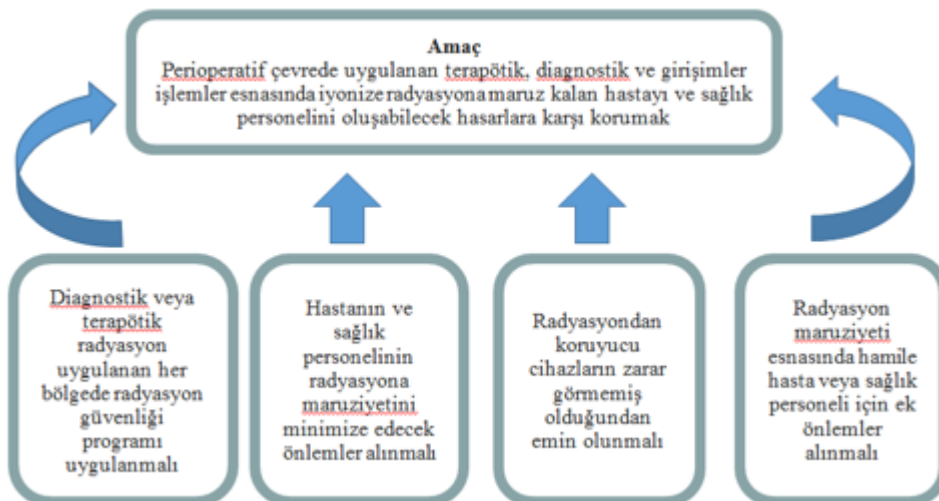 Amaç
Perioperatif çevrede uygulanan terapötik, diagnostik ve girişimler
işlemler esnasında iyonize radyasyona maruz kalan hastayı ve sağlık
personelini oluşabilecek hasarlara karşı korumak
Diagnostik veya
terapötik
radyasyon
uygulanan her
bölgede radyasyon
güvenliği
programı
uygulanmalı
Hastanın ve
sağlık
personelinin
radyasyona
maruziyetini
minimize edecek
önlemler alınmalı
Radyasyondan
koruyucu
cihazların zarar
görmemiş
olduğundan
emin olunmalı
Radyasyon
maruziyeti
esnasında hamile
hasta veya sağlık
personeli için ek
önlemler
alınmalı